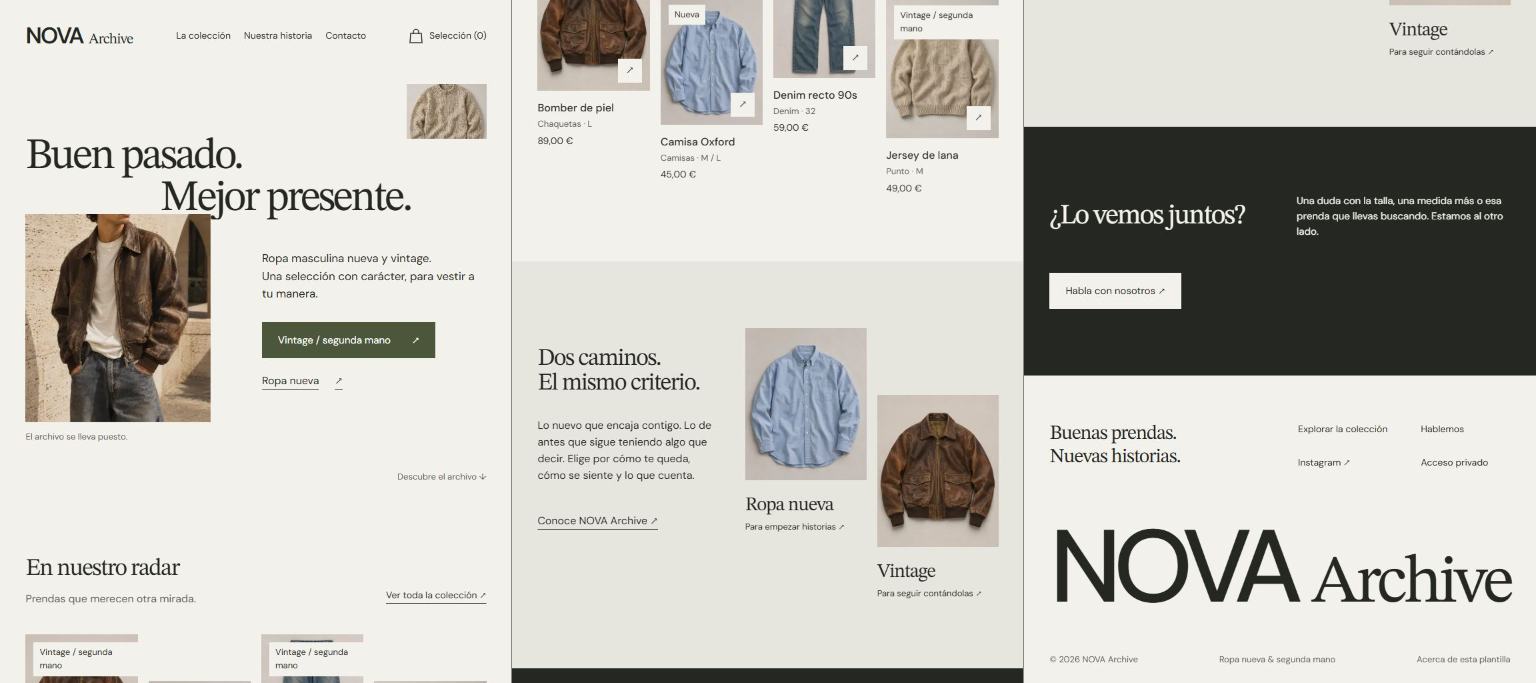 NOVA Archive
La colección
Nuestra historia
Contacto
Selección (0)
Buen pasado.
Mejor presente.
Ropa masculina nueva y vintage.
Una selección con carácter, para vestir a
tu manera.
Vintage / segunda mano ↗
Ropa nueva ↗
El archivo se lleva puesto.
Descubre el archivo ↓
En nuestro radar
Prendas que merecen otra mirada.
Ver toda la colección ↗
Vintage / segunda
mano
Vintage / segunda
mano
Nueva
Vintage / segunda
mano
↗
↗
↗
↗
Bomber de piel
Chaquetas · L
89,00 €
Camisa Oxford
Camisas · M / L
45,00 €
Denim recto 90s
Denim · 32
59,00 €
Jersey de lana
Punto · M
49,00 €
Dos caminos.
El mismo criterio.
Lo nuevo que encaja contigo. Lo de
antes que sigue teniendo algo que
decir. Elige por cómo te queda,
cómo se siente y lo que cuenta.
Conoce NOVA Archive ↗
Ropa nueva
Para empezar historias ↗
Vintage
Para seguir contándolas ↗
Vintage
Para seguir contándolas ↗
¿Lo vemos juntos?
Una duda con la talla, una medida más o esa
prenda que llevas buscando. Estamos al otro
lado.
Habla con nosotros ↗
Buenas prendas.
Nuevas historias.
Explorar la colección
Hablemos
Instagram ↗
Acceso privado
NOVA Archive
© 2026 NOVA Archive
Ropa nueva & segunda mano
Acerca de esta plantilla